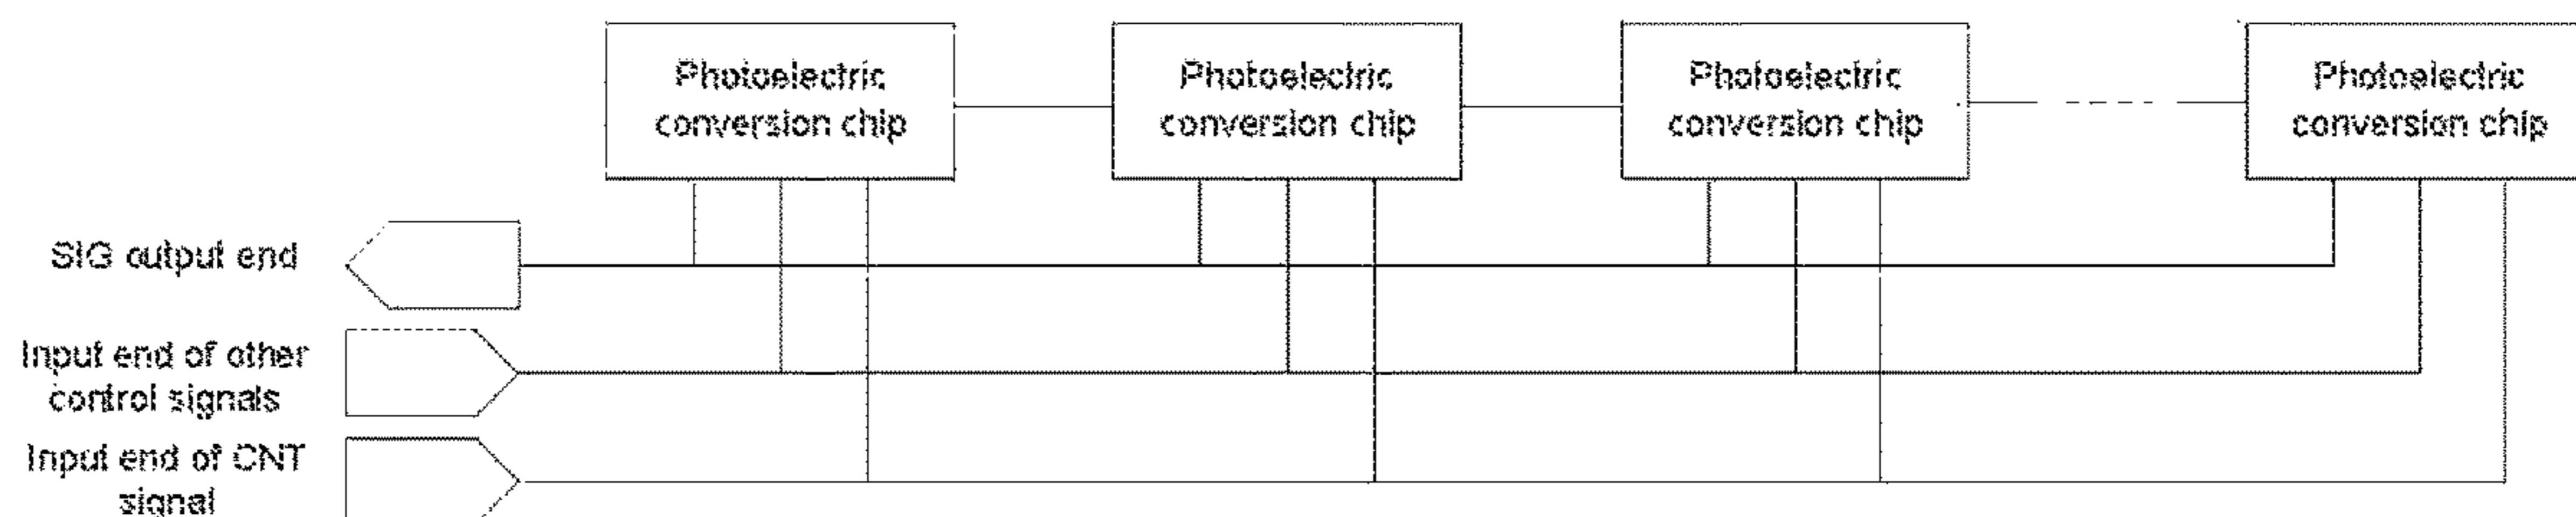 Photoelectric
conversion chip
Photoelectric
conversion chip
Photoelectric
conversion chip
Photoelectric
conversion chip
SIG output end
Input end of other
control signals
Input end of CNT
signal